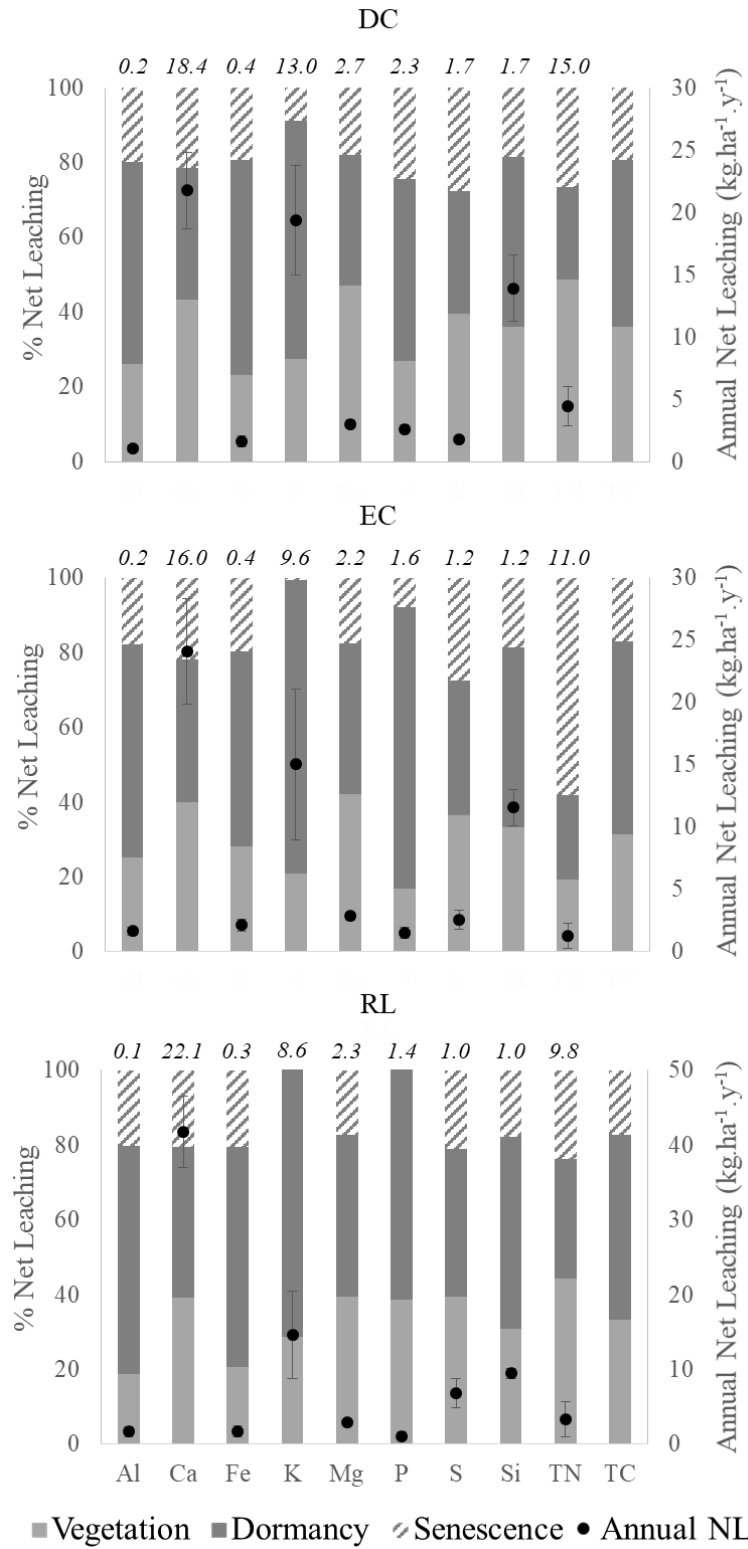 DC
0.2 18.4 0.4 13.0 2.7 2.3 1.7 1.7 15.0
100
80
60
40
20
0
% Net Leaching
30
25
20
15
10
5
0
Annual Net Leaching (kg.ha⁻¹.y⁻¹)
EC
0.2 16.0 0.4 9.6 2.2 1.6 1.2 1.2 11.0
100
80
60
40
20
0
% Net Leaching
30
25
20
15
10
5
0
Annual Net Leaching (kg.ha⁻¹.y⁻¹)
RL
0.1 22.1 0.3 8.6 2.3 1.4 1.0 1.0 9.8
100
80
60
40
20
0
% Net Leaching
50
40
30
20
10
0
Annual Net Leaching (kg.ha⁻¹.y⁻¹)
Al Ca Fe K Mg P S Si TN TC
Vegetation Dormancy Senescence Annual NL